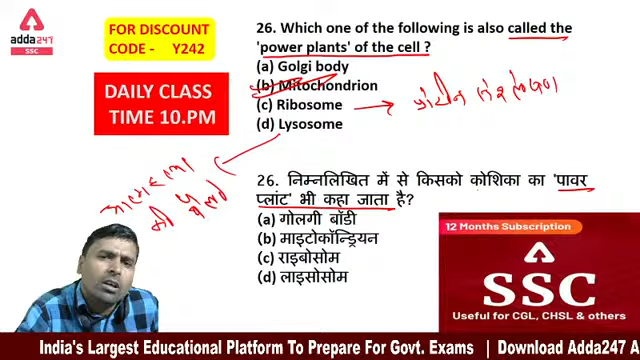 adda247
SSC
FOR DISCOUNT
CODE - Y242
DAILY CLASS
TIME 10.PM
26. Which one of the following is also called the
'power plants' of the cell ?
(a) Golgi body
(b) Mitochondrion
(c) Ribosome
(d) Lysosome
26. निम्नलिखित में से किसको कोशिका का 'पावर
प्लांट' भी कहा जाता है?
(a) गोलगी बॉडी
(b) माइटोकॉन्ड्रियन
(c) राइबोसोम
(d) लाइसोसोम
12 Months Subscription
SSC
Useful for CGL, CHSL & others
India's Largest Educational Platform To Prepare For Govt. Exams | Download Adda247 A